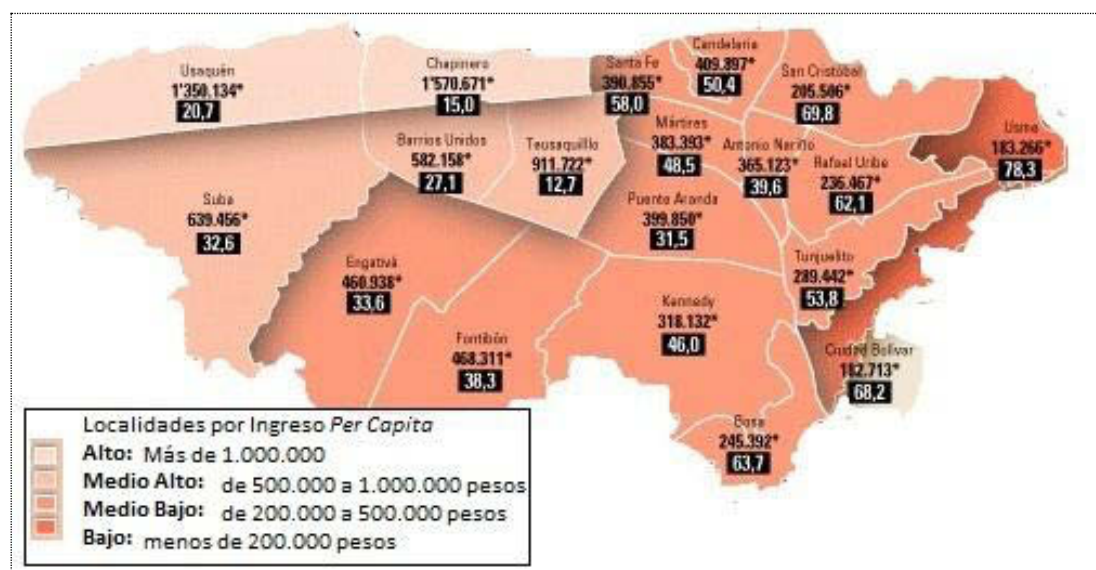 Usaquén
1'350.134*
20,7
Chapinero
1'570.671*
15,0
Santa Fe
390.855*
58,0
Candelaria
409.897*
50,4
San Cristóbal
205.506*
69,8
Usme
183.266*
78,3
Barrios Unidos
582.158*
27,1
Teusaquillo
911.722*
12,7
Mártires
383.393*
48,5
Antonio Nariño
365.123*
39,6
Rafael Uribe
236.467*
62,1
Suba
639.456*
32,6
Puente Aranda
399.850*
31,5
Engativá
460.938*
33,6
Tunjuelito
289.442*
53,8
Kennedy
318.132*
46,0
Fontibón
468.311*
38,3
Ciudad Bolívar
182.713*
68,2
Bosa
245.392*
63,7
Localidades por Ingreso Per Capita
Alto: Más de 1.000.000
Medio Alto: de 500.000 a 1.000.000 pesos
Medio Bajo: de 200.000 a 500.000 pesos
Bajo: menos de 200.000 pesos